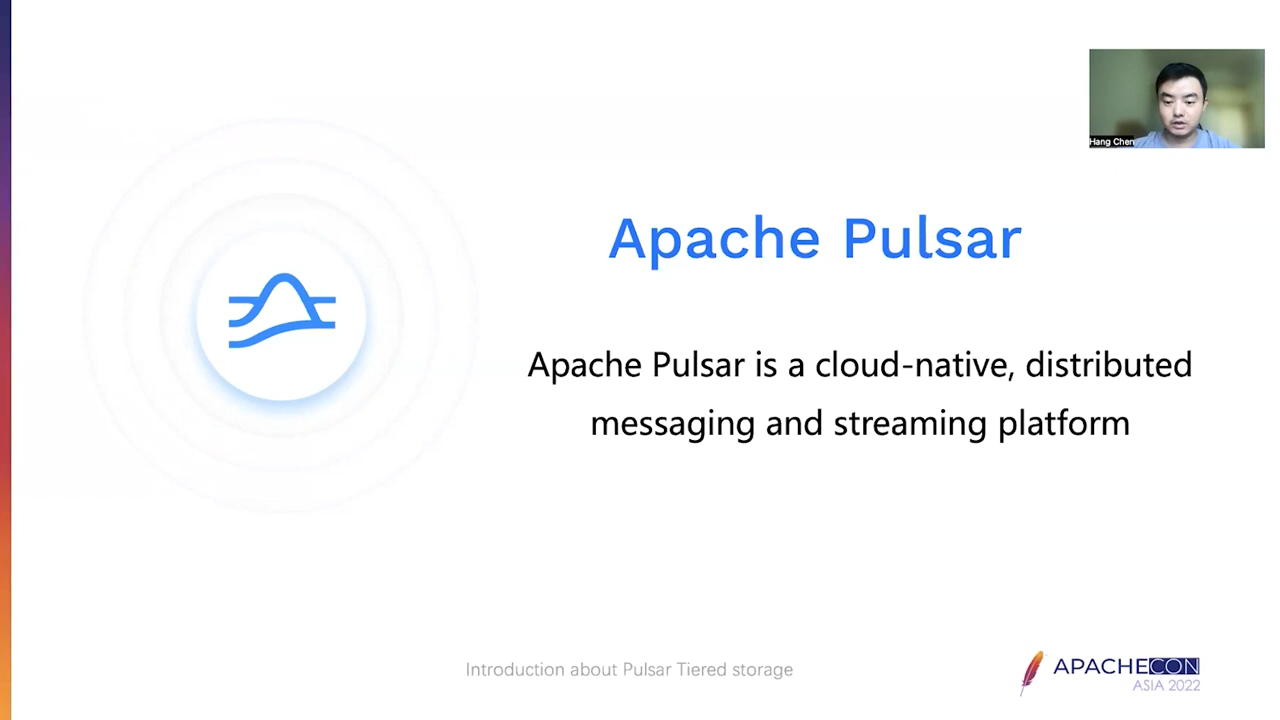 Hang Chen
Apache Pulsar
Apache Pulsar is a cloud-native, distributed
messaging and streaming platform
Introduction about Pulsar Tiered storage
APACHECON
ASIA 2022